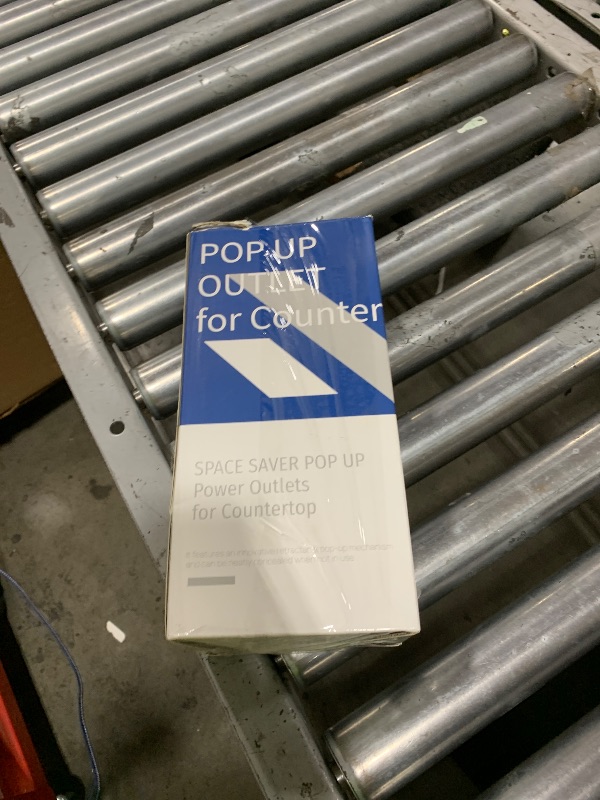 POP UP
OUTLET
for Counter
SPACE SAVER POP UP
Power Outlets
for Countertop